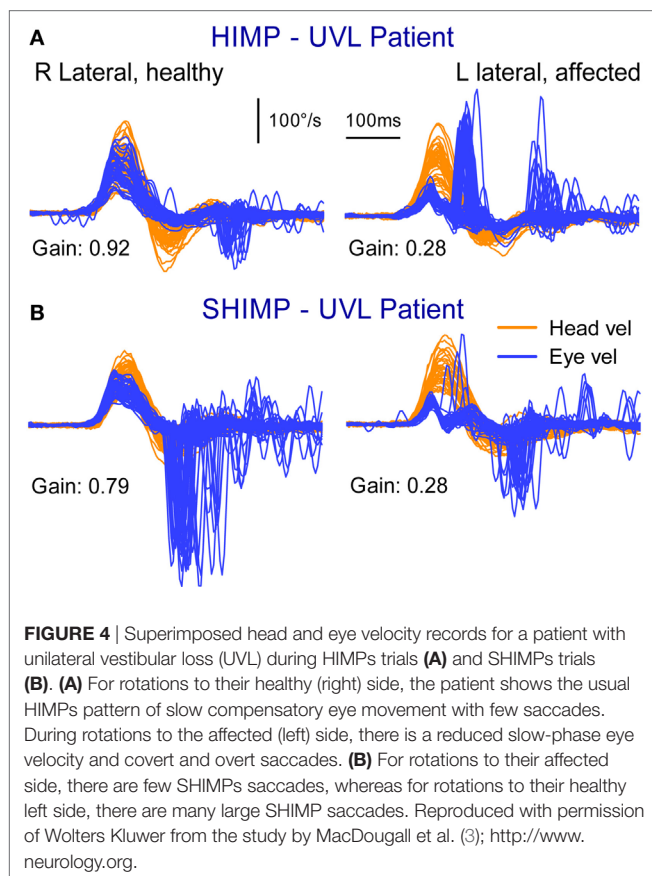 A
HIMP - UVL Patient
R Lateral, healthy
L lateral, affected
100°/s
100ms
Gain: 0.92
Gain: 0.28
B
SHIMP - UVL Patient
Head vel
Eye vel
Gain: 0.79
Gain: 0.28
FIGURE 4 | Superimposed head and eye velocity records for a patient with
unilateral vestibular loss (UVL) during HIMPs trials (A) and SHIMPs trials
(B). (A) For rotations to their healthy (right) side, the patient shows the usual
HIMPs pattern of slow compensatory eye movement with few saccades.
During rotations to the affected (left) side, there is a reduced slow-phase eye
velocity and covert and overt saccades. (B) For rotations to their affected
side, there are few SHIMPs saccades, whereas for rotations to their healthy
left side, there are many large SHIMP saccades. Reproduced with permission
of Wolters Kluwer from the study by MacDougall et al. (3); http://www.
neurology.org.